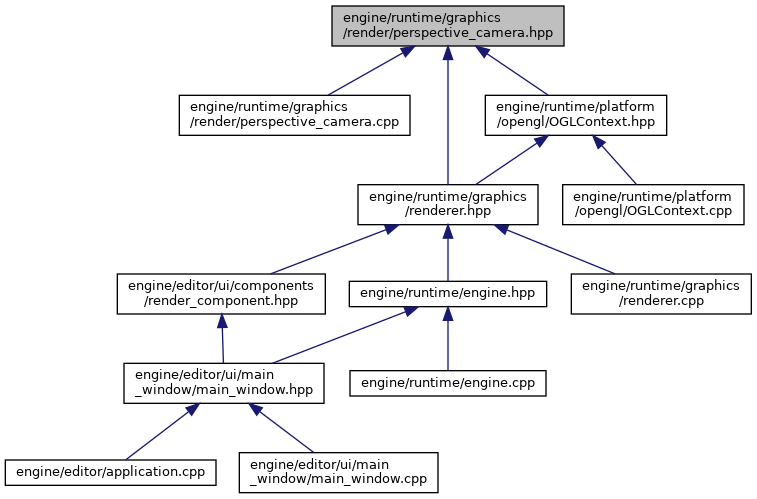 engine/runtime/graphics
/render/perspective_camera.hpp
engine/runtime/graphics
/render/perspective_camera.cpp
engine/runtime/platform
/opengl/OGLContext.hpp
engine/runtime/graphics
/renderer.hpp
engine/runtime/platform
/opengl/OGLContext.cpp
engine/editor/ui/components
/render_component.hpp
engine/runtime/engine.hpp
engine/runtime/graphics
/renderer.cpp
engine/editor/ui/main
_window/main_window.hpp
engine/runtime/engine.cpp
engine/editor/application.cpp
engine/editor/ui/main
_window/main_window.cpp